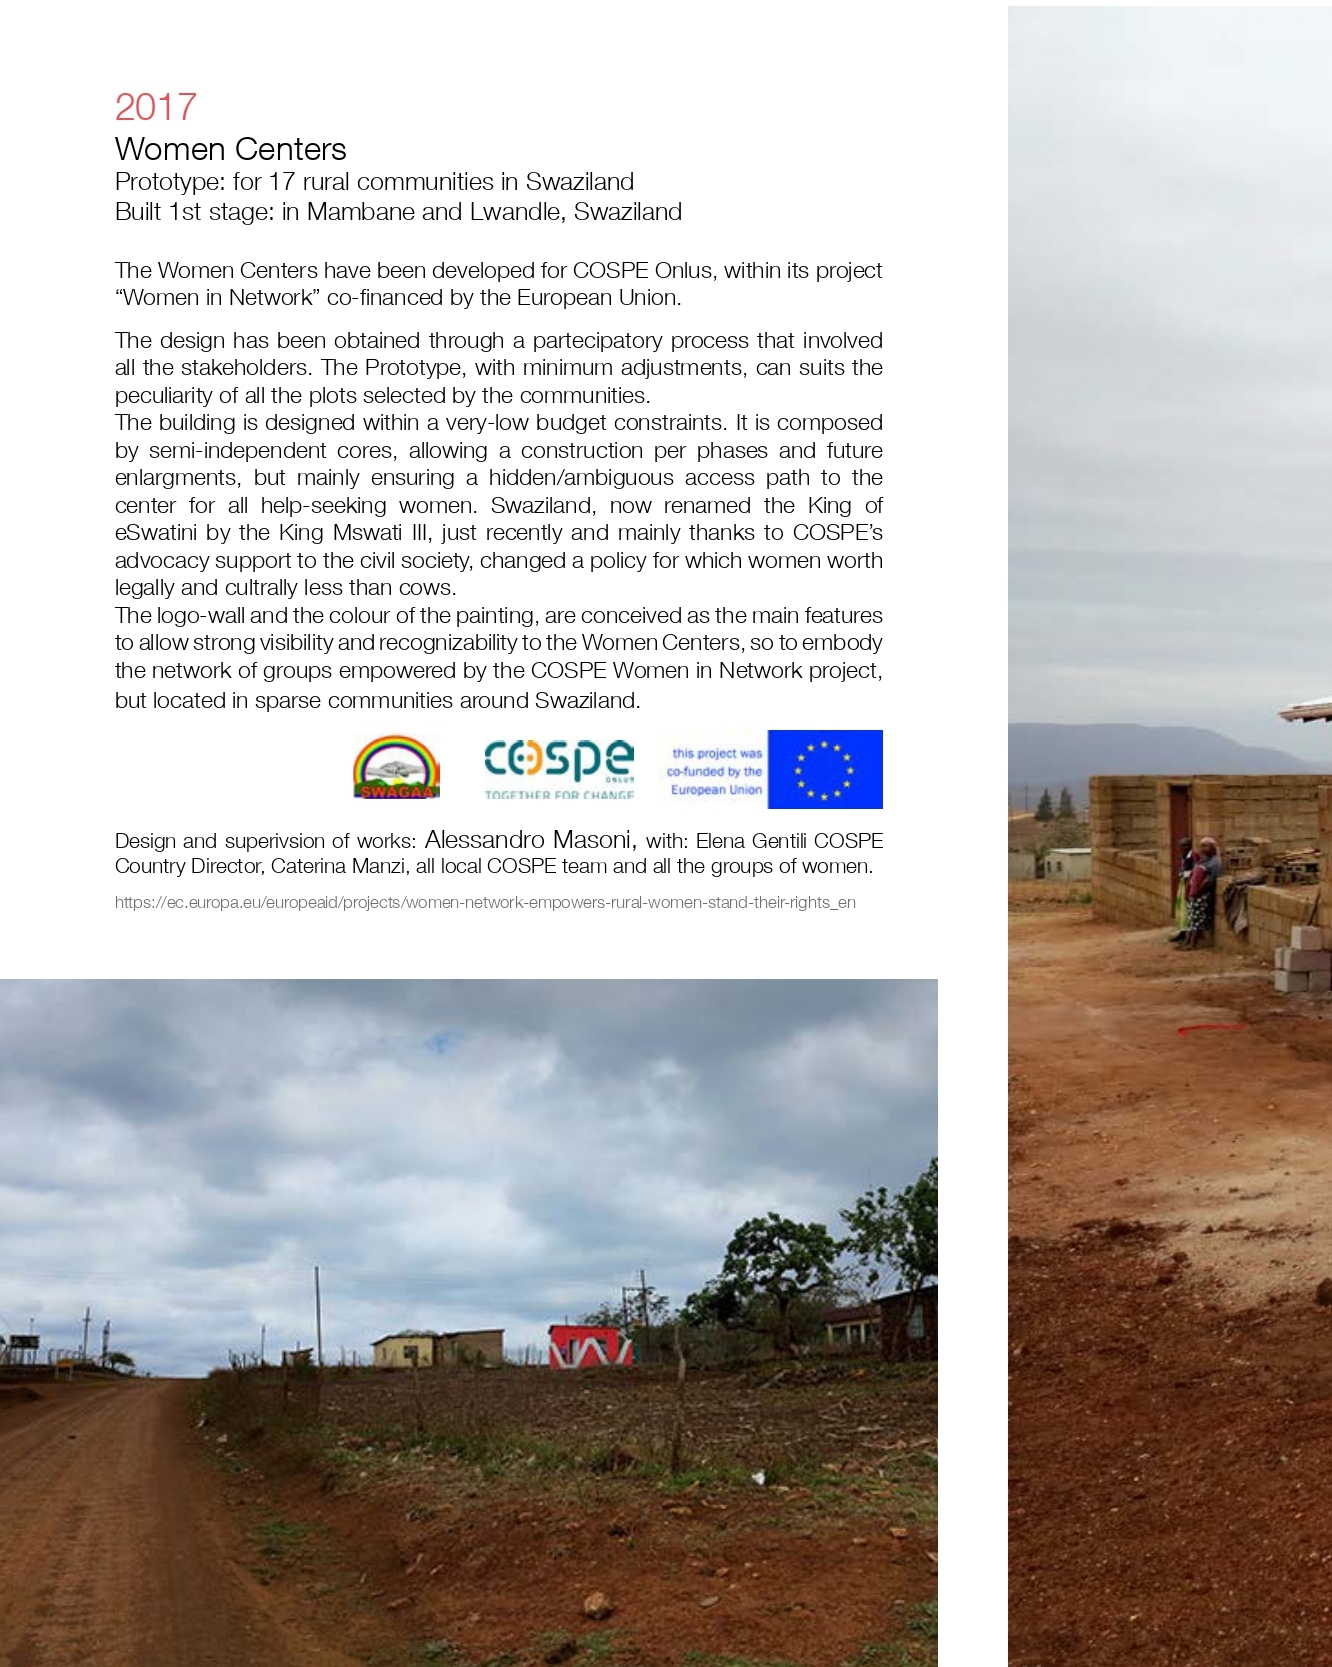 2017
Women Centers
Prototype: for 17 rural communities in Swaziland
Built 1st stage: in Mambane and Lwandle, Swaziland
The Women Centers have been developed for COSPE Onlus, within its project
“Women in Network” co-financed by the European Union.
The design has been obtained through a partecipatory process that involved
all the stakeholders. The Prototype, with minimum adjustments, can suits the
peculiarity of all the plots selected by the communities.
The building is designed within a very-low budget constraints. It is composed
by semi-independent cores, allowing a construction per phases and future
enlargments, but mainly ensuring a hidden/ambiguous access path to the
center for all help-seeking women. Swaziland, now renamed the King of
eSwatini by the King Mswati III, just recently and mainly thanks to COSPE’s
advocacy support to the civil society, changed a policy for which women worth
legally and cultrally less than cows.
The logo-wall and the colour of the painting, are conceived as the main features
to allow strong visibility and recognizability to the Women Centers, so to embody
the network of groups empowered by the COSPE Women in Network project,
but located in sparse communities around Swaziland.
SWAGAA
cospe
ONLUS
TOGETHER FOR CHANGE
this project was
co-funded by the
European Union
Design and superivsion of works: Alessandro Masoni, with: Elena Gentili COSPE
Country Director, Caterina Manzi, all local COSPE team and all the groups of women.
https://ec.europa.eu/europeaid/projects/women-network-empowers-rural-women-stand-their-rights_en